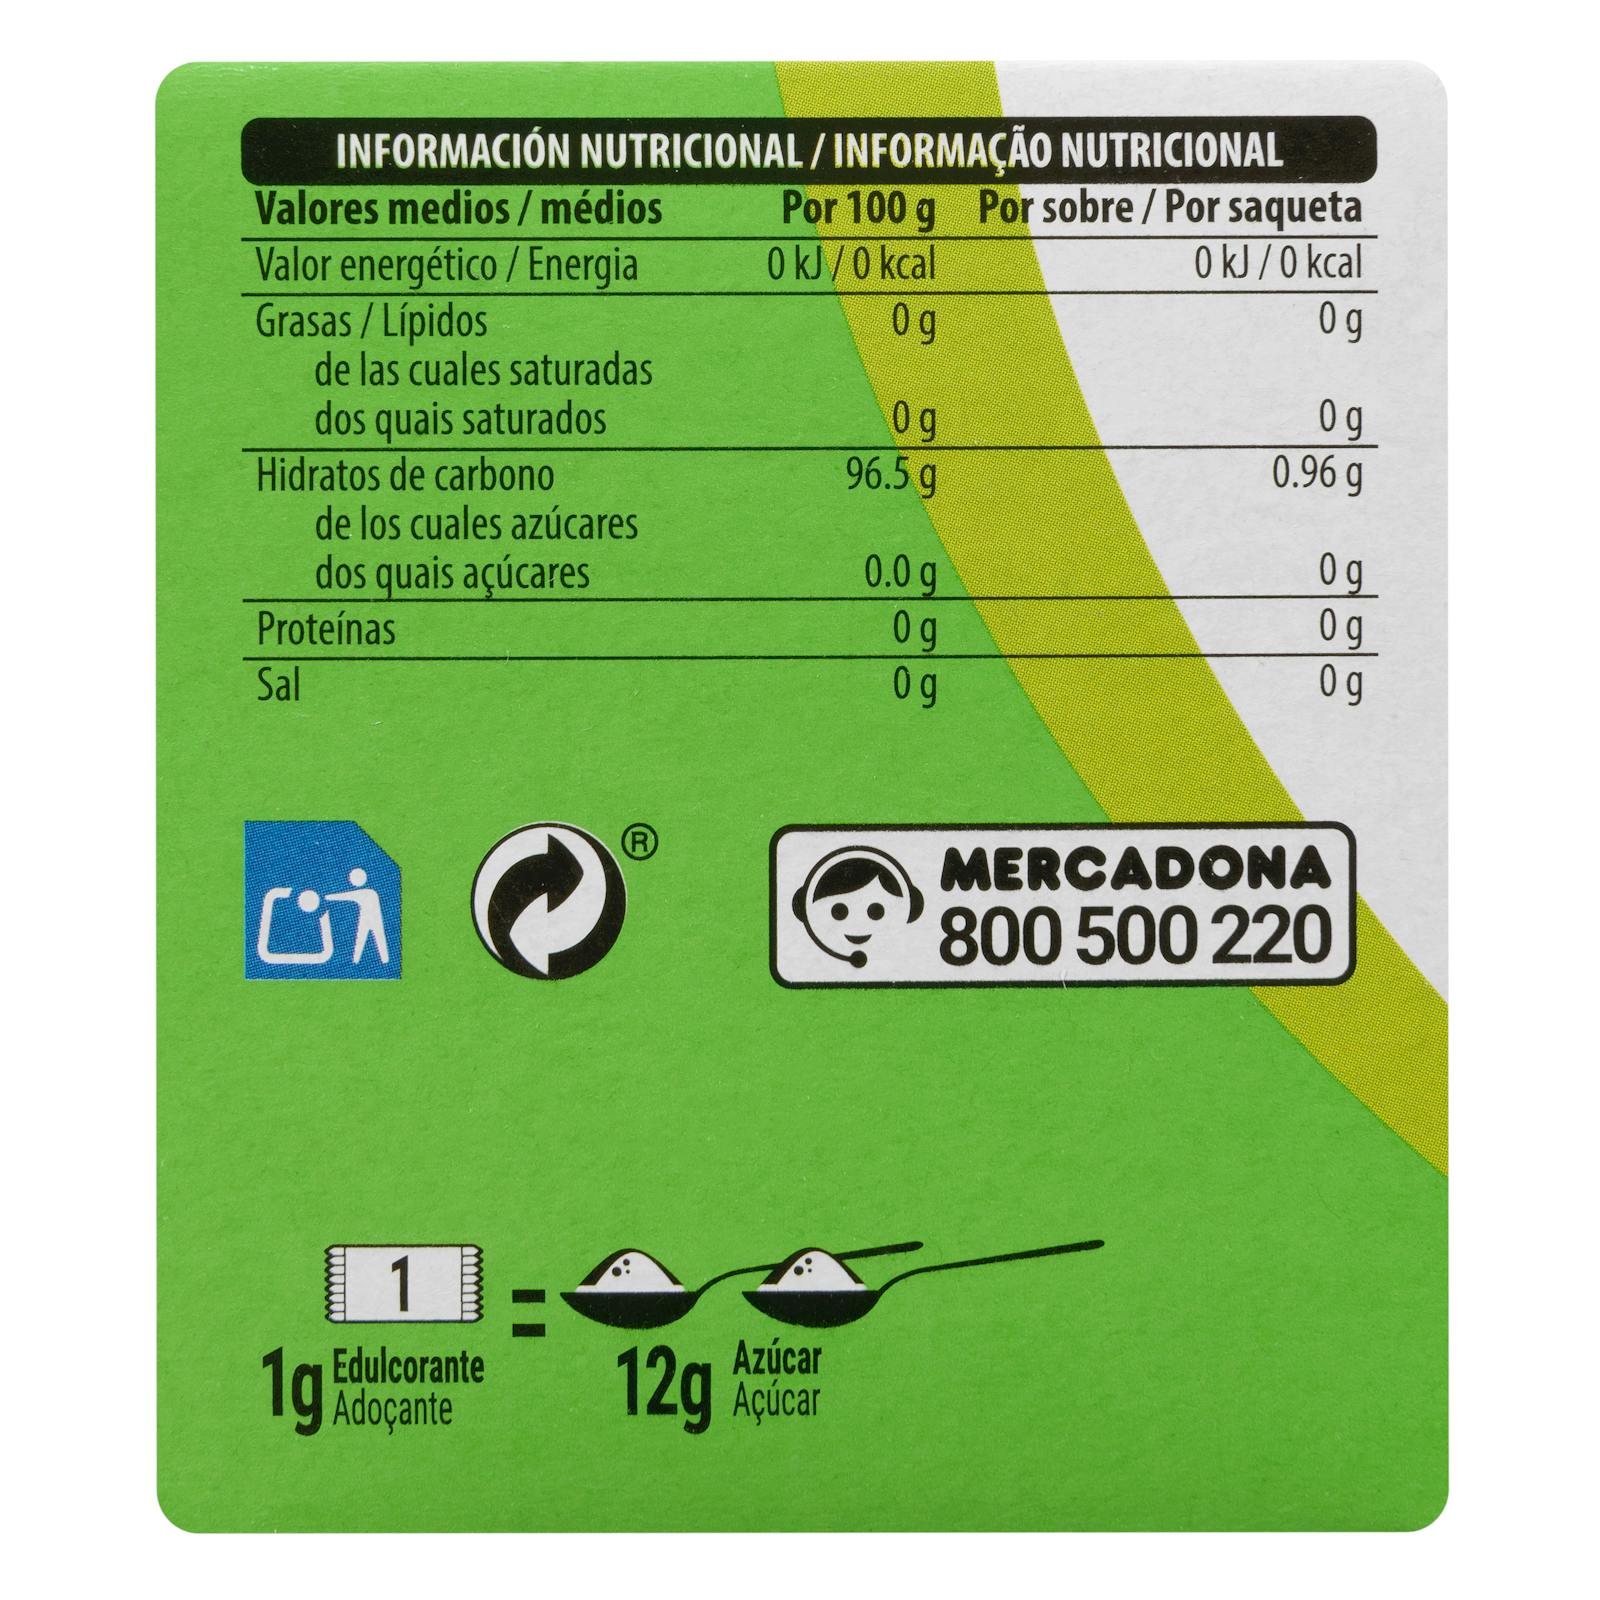 INFORMACIÓN NUTRICIONAL / INFORMAÇÃO NUTRICIONAL
Valores medios / médios Por 100 g Por sobre / Por saqueta
Valor energético / Energia 0 kJ / 0 kcal 0 kJ / 0 kcal
Grasas / Lípidos 0 g 0 g
de las cuales saturadas
dos quais saturados 0 g 0 g
Hidratos de carbono 96.5 g 0.96 g
de los cuales azúcares
dos quais açúcares 0.0 g 0 g
Proteínas 0 g 0 g
Sal 0 g 0 g
®
MERCADONA
800 500 220
1 =
1g Edulcorante
Adoçante
12g Azúcar
Açúcar